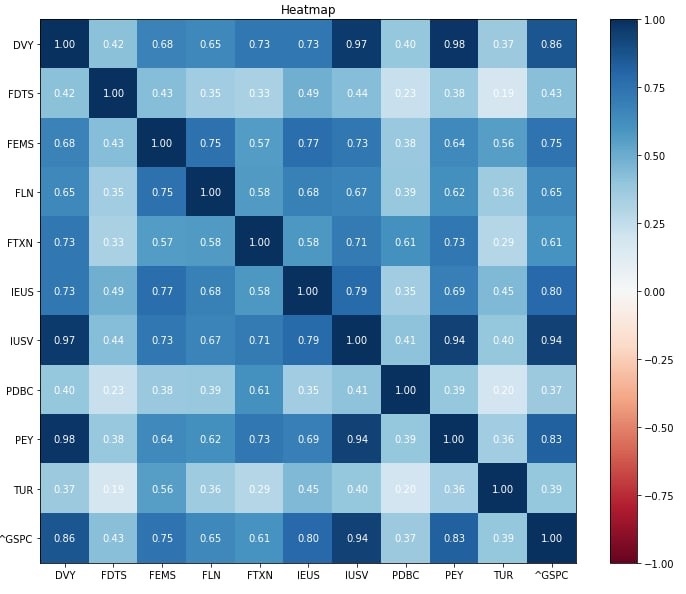 Heatmap
DVY 1.00 0.42 0.68 0.65 0.73 0.73 0.97 0.40 0.98 0.37 0.86
FDTS 0.42 1.00 0.43 0.35 0.33 0.49 0.44 0.23 0.38 0.19 0.43
FEMS 0.68 0.43 1.00 0.75 0.57 0.77 0.73 0.38 0.64 0.56 0.75
FLN 0.65 0.35 0.75 1.00 0.58 0.68 0.67 0.39 0.62 0.36 0.65
FTXN 0.73 0.33 0.57 0.58 1.00 0.58 0.71 0.61 0.73 0.29 0.61
IEUS 0.73 0.49 0.77 0.68 0.58 1.00 0.79 0.35 0.69 0.45 0.80
IUSV 0.97 0.44 0.73 0.67 0.71 0.79 1.00 0.41 0.94 0.40 0.94
PDBC 0.40 0.23 0.38 0.39 0.61 0.35 0.41 1.00 0.39 0.20 0.37
PEY 0.98 0.38 0.64 0.62 0.73 0.69 0.94 0.39 1.00 0.36 0.83
TUR 0.37 0.19 0.56 0.36 0.29 0.45 0.40 0.20 0.36 1.00 0.39
^GSPC 0.86 0.43 0.75 0.65 0.61 0.80 0.94 0.37 0.83 0.39 1.00
DVY FDTS FEMS FLN FTXN IEUS IUSV PDBC PEY TUR ^GSPC
1.00
0.75
0.50
0.25
0.00
−0.25
−0.50
−0.75
−1.00